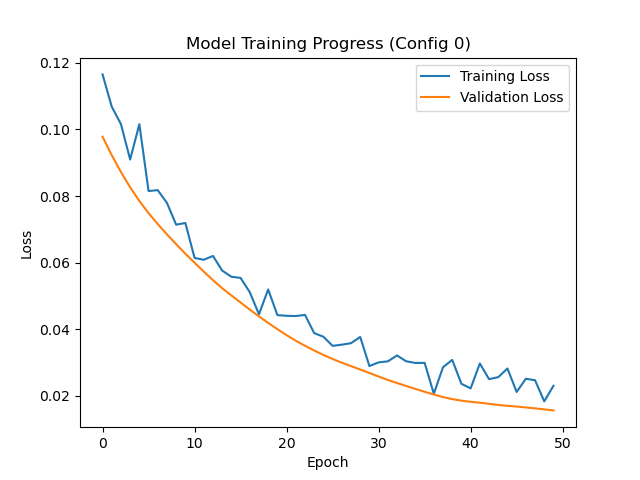 Model Training Progress (Config 0)
Training Loss
Validation Loss
Loss
0.12
0.10
0.08
0.06
0.04
0.02
0 10 20 30 40 50
Epoch